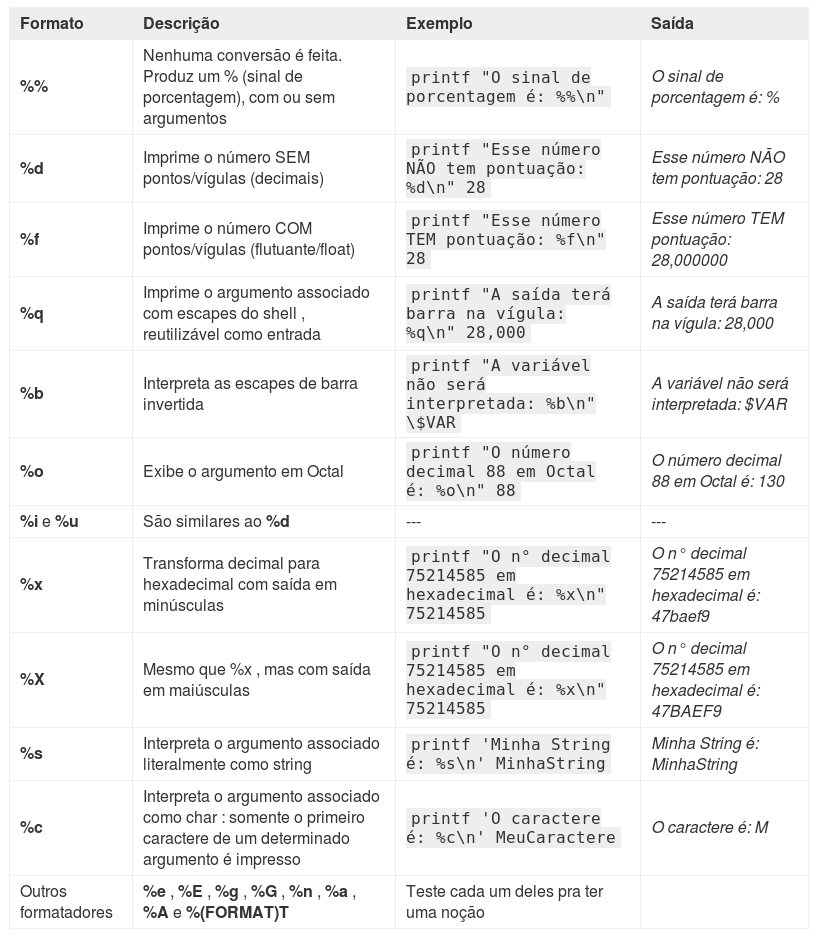 Formato Descrição Exemplo Saída
%%
Nenhuma conversão é feita.
Produz um % (sinal de
porcentagem), com ou sem
argumentos
printf "O sinal de
porcentagem é: %%\n"
O sinal de
porcentagem é: %
%d
Imprime o número SEM
pontos/vígulas (decimais)
printf "Esse número
NÃO tem pontuação:
%d\n" 28
Esse número NÃO
tem pontuação: 28
%f
Imprime o número COM
pontos/vígulas (flutuante/float)
printf "Esse número
TEM pontuação: %f\n"
28
Esse número TEM
pontuação:
28,000000
%q
Imprime o argumento associado
com escapes do shell , 
reutilizável como entrada
printf "A saída terá
barra na vígula:
%q\n" 28,000
A saída terá barra
na vígula: 28,000
%b
Interpreta as escapes de barra
invertida
printf "A variável
não será
interpretada: %b\n"
\$VAR
A variável não será
interpretada: $VAR
%o
Exibe o argumento em Octal
printf "O número
decimal 88 em Octal
é: %o\n" 88
O número decimal
88 em Octal é: 130
%i e %u
São similares ao %d
---
---
%x
Transforma decimal para
hexadecimal com saída em
minúsculas
printf "O n° decimal
75214585 em
hexadecimal é: %x\n"
75214585
O n° decimal
75214585 em
hexadecimal é:
47baef9
%X
Mesmo que %x , mas com saída
em maiúsculas
printf "O n° decimal
75214585 em
hexadecimal é: %x\n"
75214585
O n° decimal
75214585 em
hexadecimal é:
47BAEF9
%s
Interpreta o argumento associado
literalmente como string
printf 'Minha String
é: %s\n' MinhaString
Minha String é:
MinhaString
%c
Interpreta o argumento associado
como char : somente o primeiro
caractere de um determinado
argumento é impresso
printf 'O caractere
é: %c\n' MeuCaractere
O caractere é: M
Outros
formatadores
%e , %E , %g , %G , %n , %a ,
%A e %(FORMAT)T
Teste cada um deles pra ter
uma noção